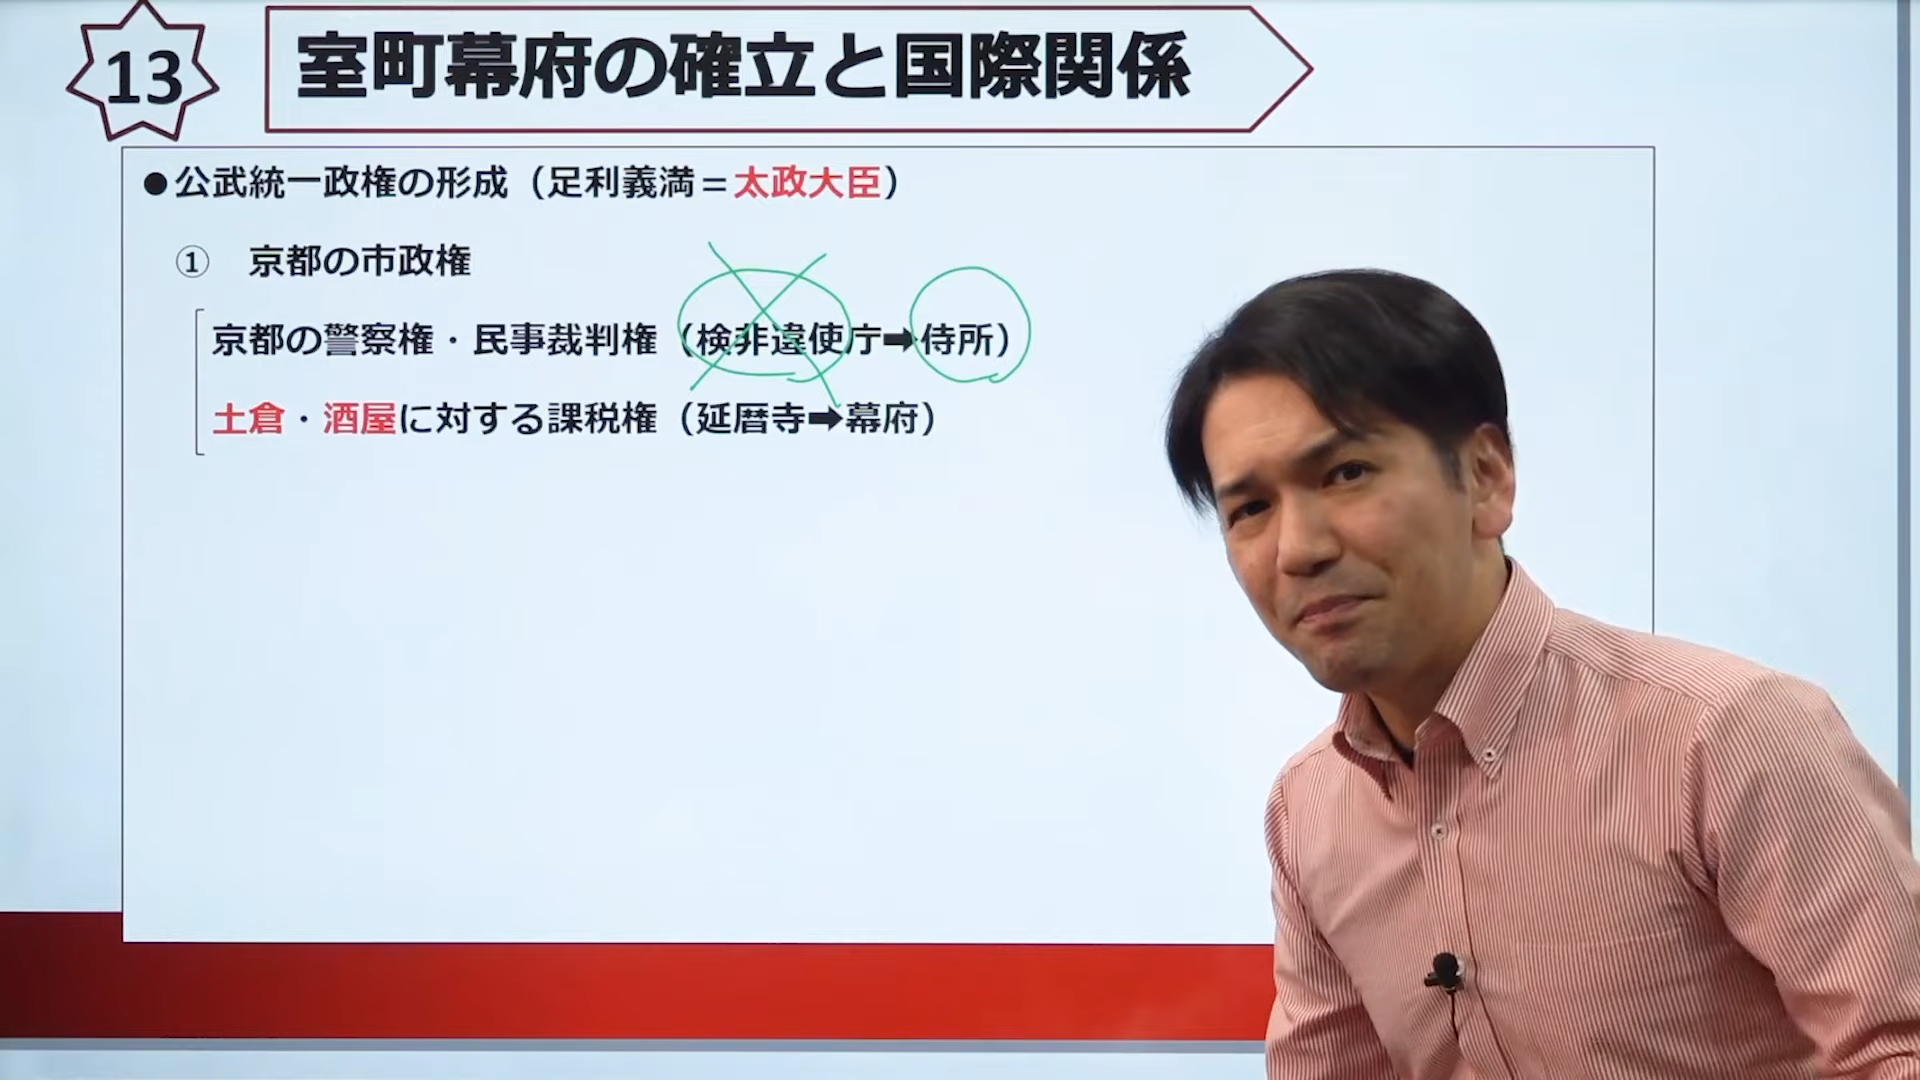 13
室町幕府の確立と国際関係
●公武統一政権の形成（足利義満＝太政大臣）
① 京都の市政権
京都の警察権・民事裁判権（検非違使庁➡侍所）
土倉・酒屋に対する課税権（延暦寺➡幕府）